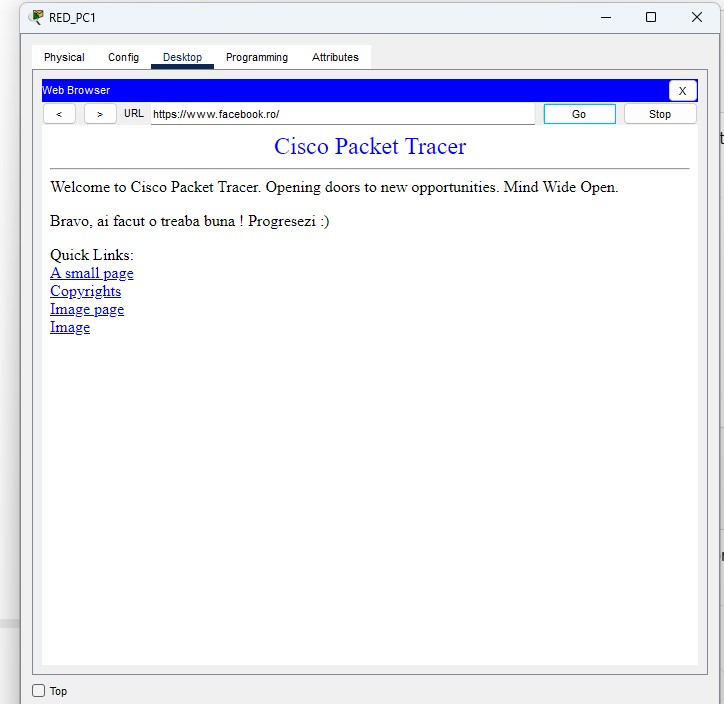 RED_PC1
Physical Config Desktop Programming Attributes
Web Browser X
< > URL https://www.facebook.ro/ Go Stop
Cisco Packet Tracer
Welcome to Cisco Packet Tracer. Opening doors to new opportunities. Mind Wide Open.
Bravo, ai facut o treaba buna ! Progresezi :)
Quick Links:
A small page
Copyrights
Image page
Image
Top